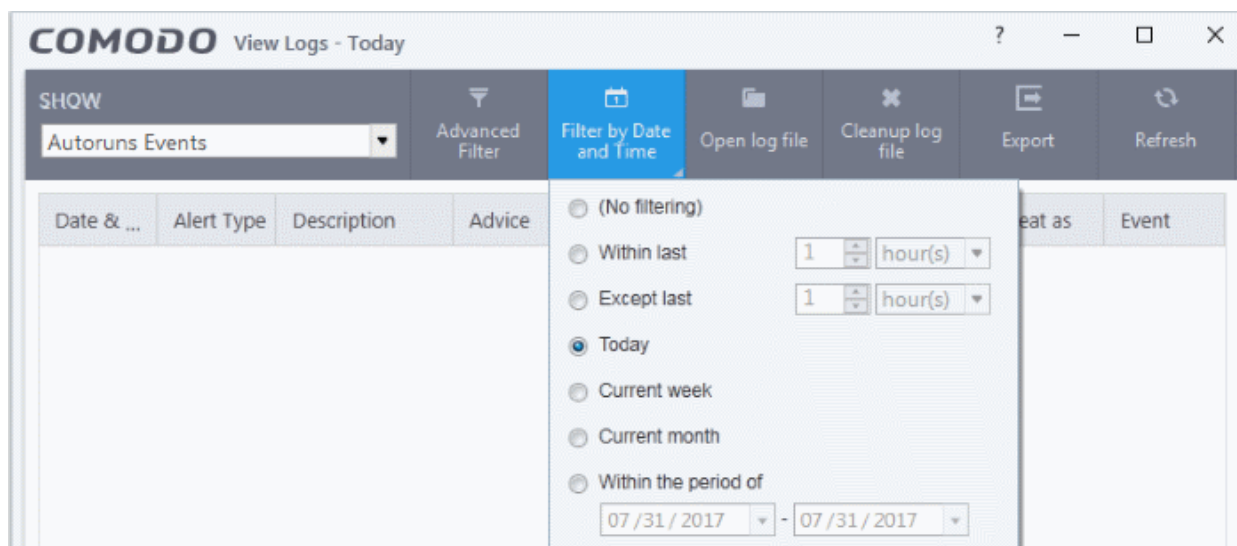 COMODO View Logs - Today ?
SHOW
Autoruns Events
Advanced
Filter
1
Filter by Date
and Time
Open log file
Cleanup log
file
Export
Refresh
Date & ... Alert Type Description Advice eat as Event
(No filtering)
Within last 1 hour(s)
Except last 1 hour(s)
Today
Current week
Current month
Within the period of
07/31/2017 - 07/31/2017